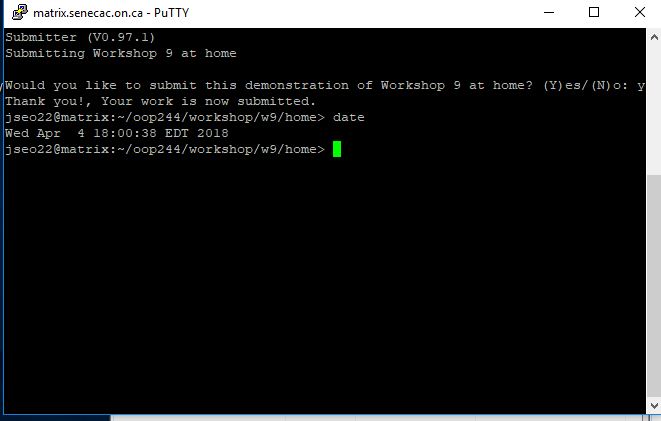 matrix.senecac.on.ca - PuTTY
Submitter (V0.97.1)
Submitting Workshop 9 at home
Would you like to submit this demonstration of Workshop 9 at home? (Y)es/(N)o: y
Thank you!, Your work is now submitted.
jseo22@matrix:~/oop244/workshop/w9/home> date
Wed Apr  4 18:00:38 EDT 2018
jseo22@matrix:~/oop244/workshop/w9/home>